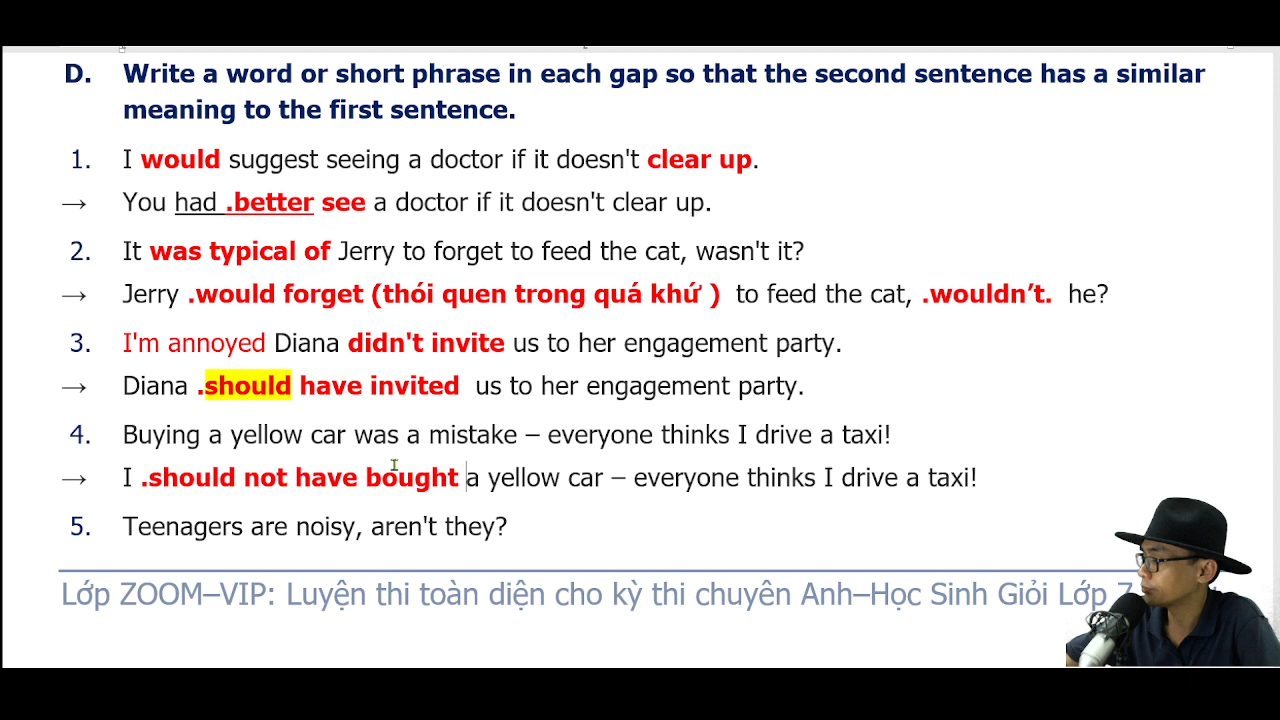 D. Write a word or short phrase in each gap so that the second sentence has a similar
meaning to the first sentence.
1. I would suggest seeing a doctor if it doesn't clear up.
→ You had .better see a doctor if it doesn't clear up.
2. It was typical of Jerry to forget to feed the cat, wasn't it?
→ Jerry .would forget (thói quen trong quá khứ ) to feed the cat, .wouldn’t. he?
3. I'm annoyed Diana didn't invite us to her engagement party.
→ Diana .should have invited us to her engagement party.
4. Buying a yellow car was a mistake – everyone thinks I drive a taxi!
→ I .should not have bought a yellow car – everyone thinks I drive a taxi!
5. Teenagers are noisy, aren't they?
Lớp ZOOM–VIP: Luyện thi toàn diện cho kỳ thi chuyên Anh–Học Sinh Giỏi Lớp 7